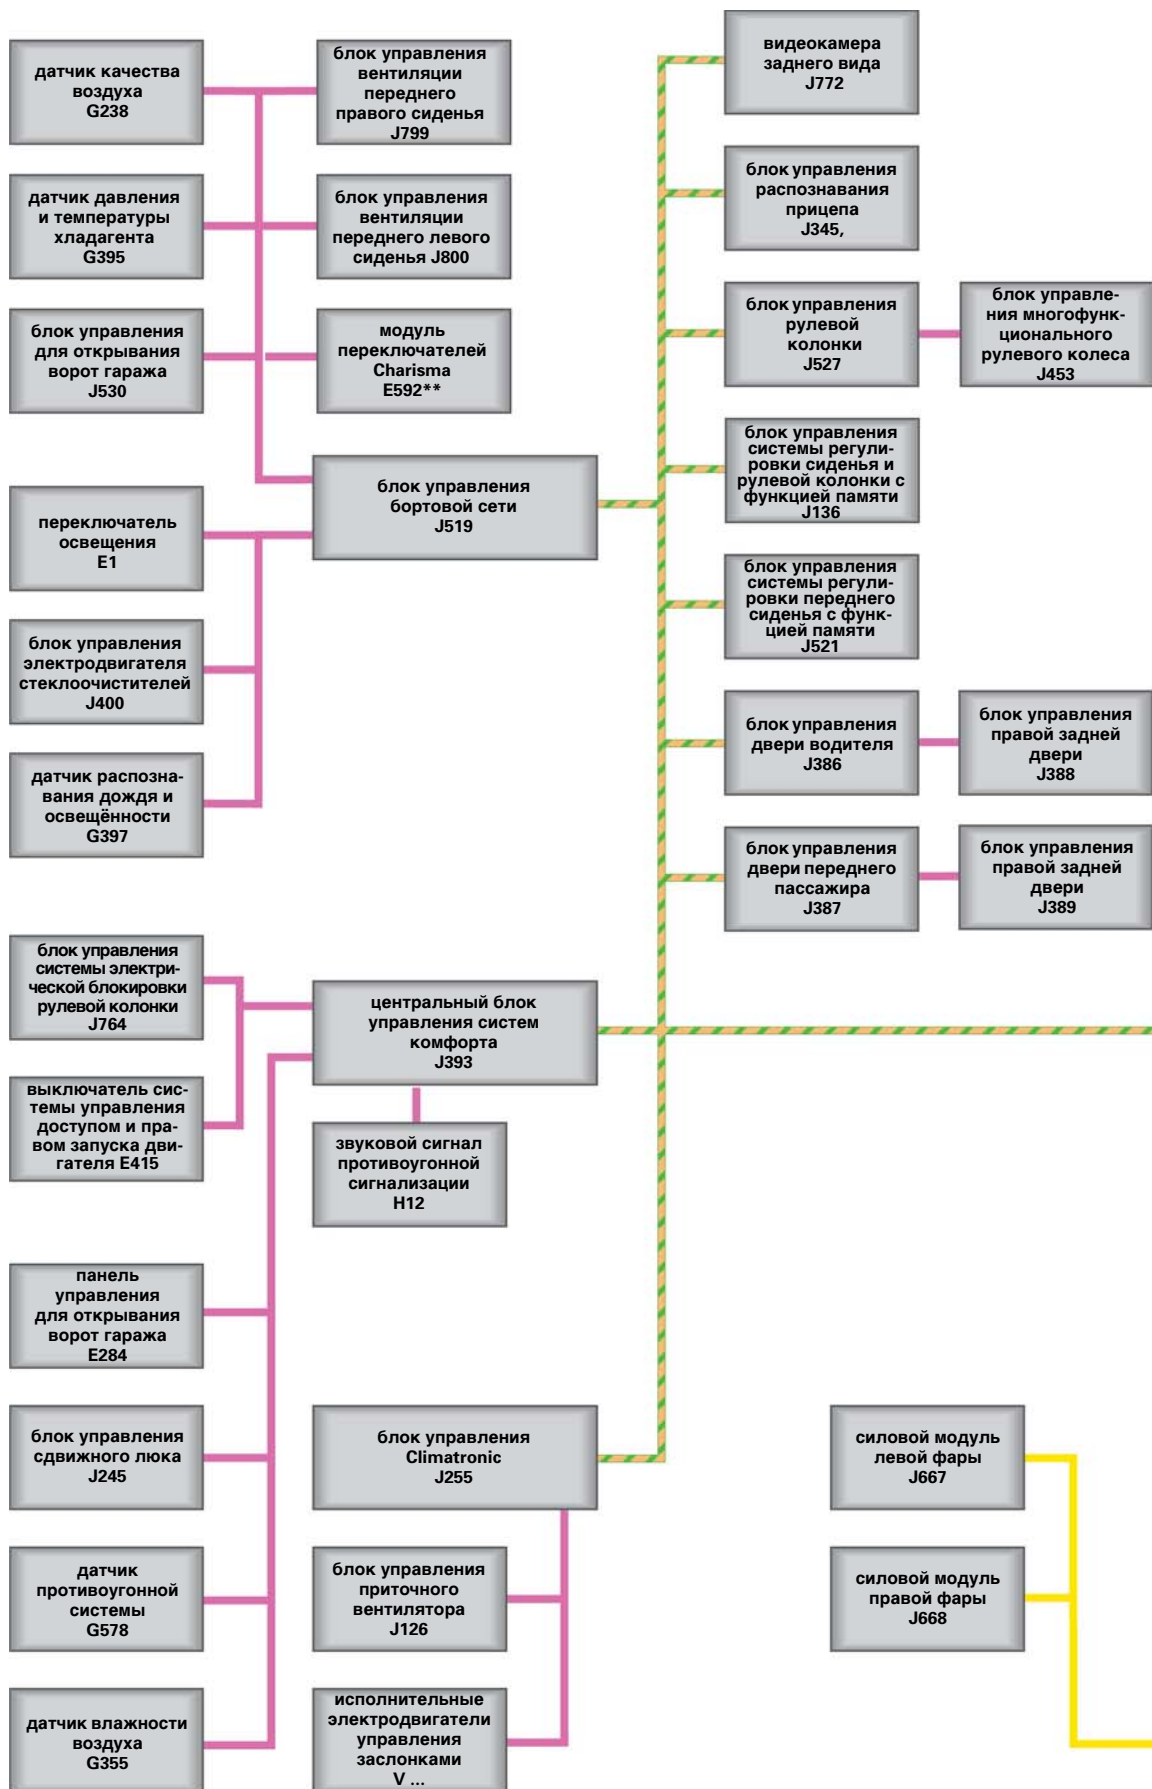 датчик качества
воздуха
G238
блок управления
вентиляции
переднего
правого сиденья
J799
видеокамера
заднего вида
J772
датчик давления
и температуры
хладагента
G395
блок управления
вентиляции
переднего левого
сиденья J800
блок управления
распознавания
прицепа
J345,
блок управления
для открывания
ворот гаража
J530
модуль
переключателей
Charisma
E592**
блок управления
рулевой
колонки
J527
блок управле-
ния многофунк-
ционального
рулевого колеса
J453
блок управления
бортовой сети
J519
блок управления
системы регули-
ровки сиденья и
рулевой колонки с
функцией памяти
J136
переключатель
освещения
E1
блок управления
системы регули-
ровки переднего
сиденья с функ-
цией памяти
J521
блок управления
электродвигателя
стеклоочистителей
J400
блок управления
двери водителя
J386
блок управления
правой задней
двери
J388
датчик распозна-
вания дождя и
освещённости
G397
блок управления
двери переднего
пассажира
J387
блок управления
правой задней
двери
J389
блок управления
системы электри-
ческой блокировки
рулевой колонки
J764
центральный блок
управления систем
комфорта
J393
выключатель сис-
темы управления
доступом и пра-
вом запуска дви-
гателя E415
звуковой сигнал
противоугонной
сигнализации
H12
панель
управления
для открывания
ворот гаража
E284
блок управления
сдвижного люка
J245
блок управления
Climatronic
J255
силовой модуль
левой фары
J667
датчик
противоугонной
системы
G578
блок управления
приточного
вентилятора
J126
силовой модуль
правой фары
J668
датчик влажности
воздуха
G355
исполнительные
электродвигатели
управления
заслонками
V ...